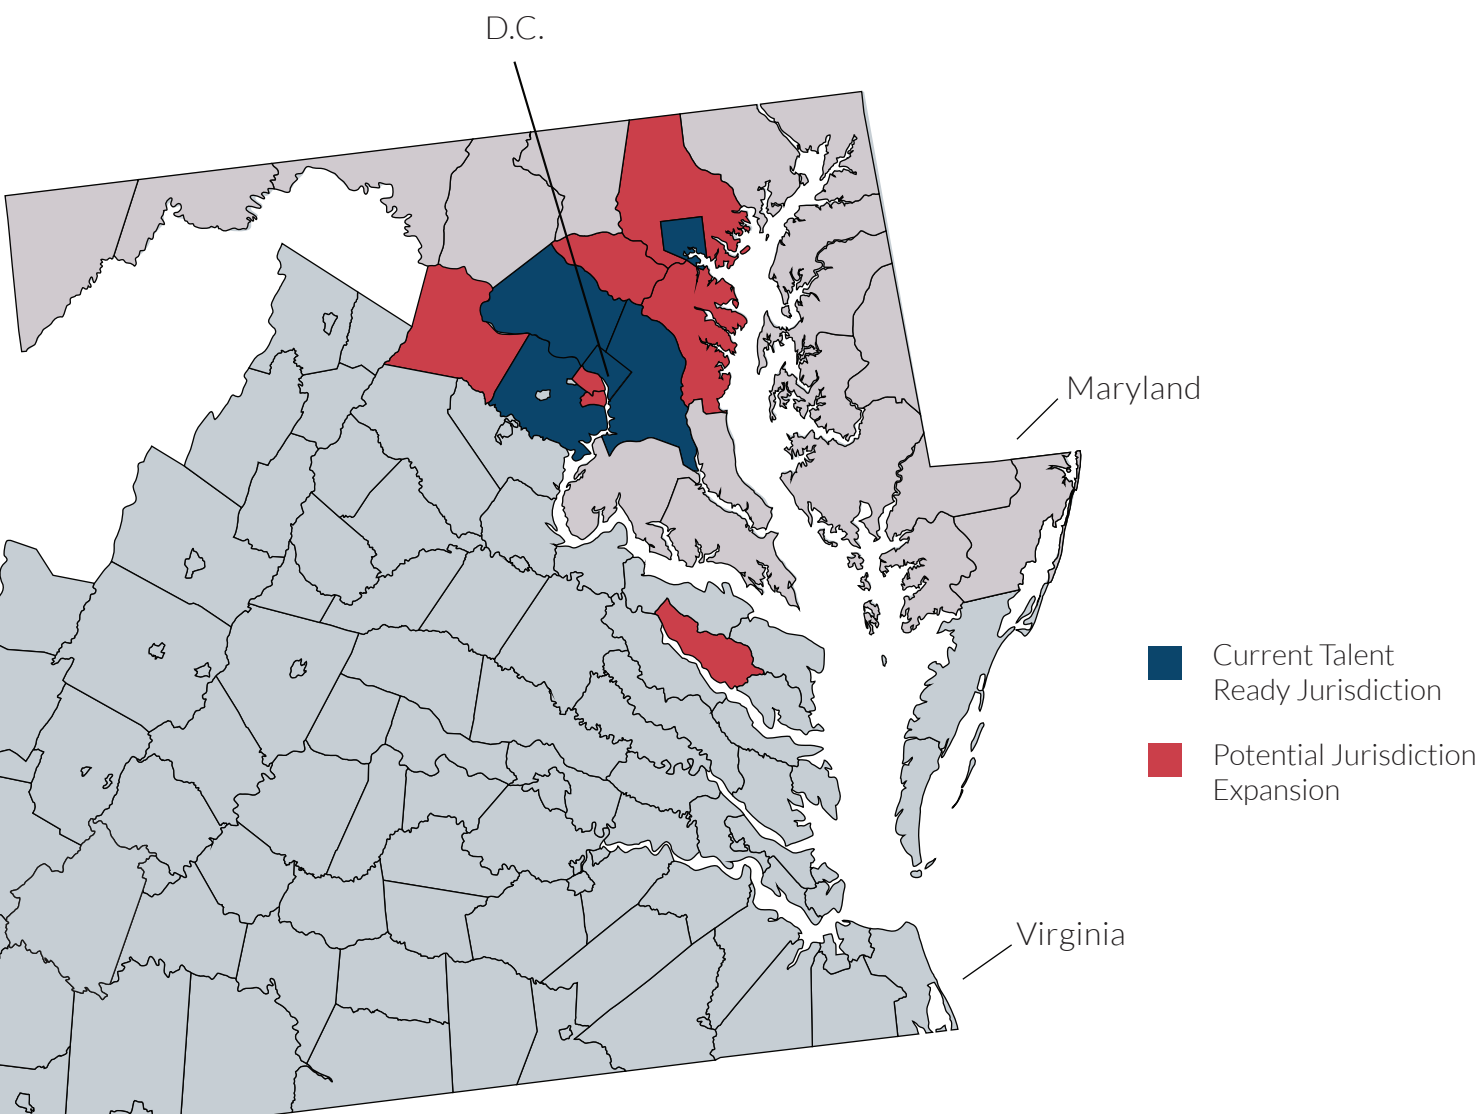 D.C.
Maryland
Current Talent
Ready Jurisdiction
Potential Jurisdiction
Expansion
Virginia